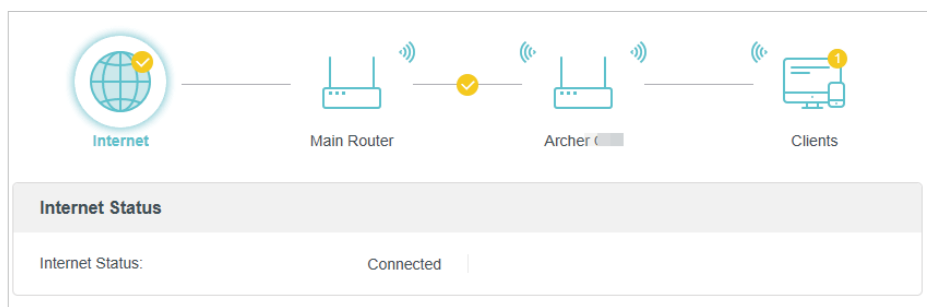 1
Internet
Main Router
Archer
Clients
Internet Status
Internet Status:
Connected